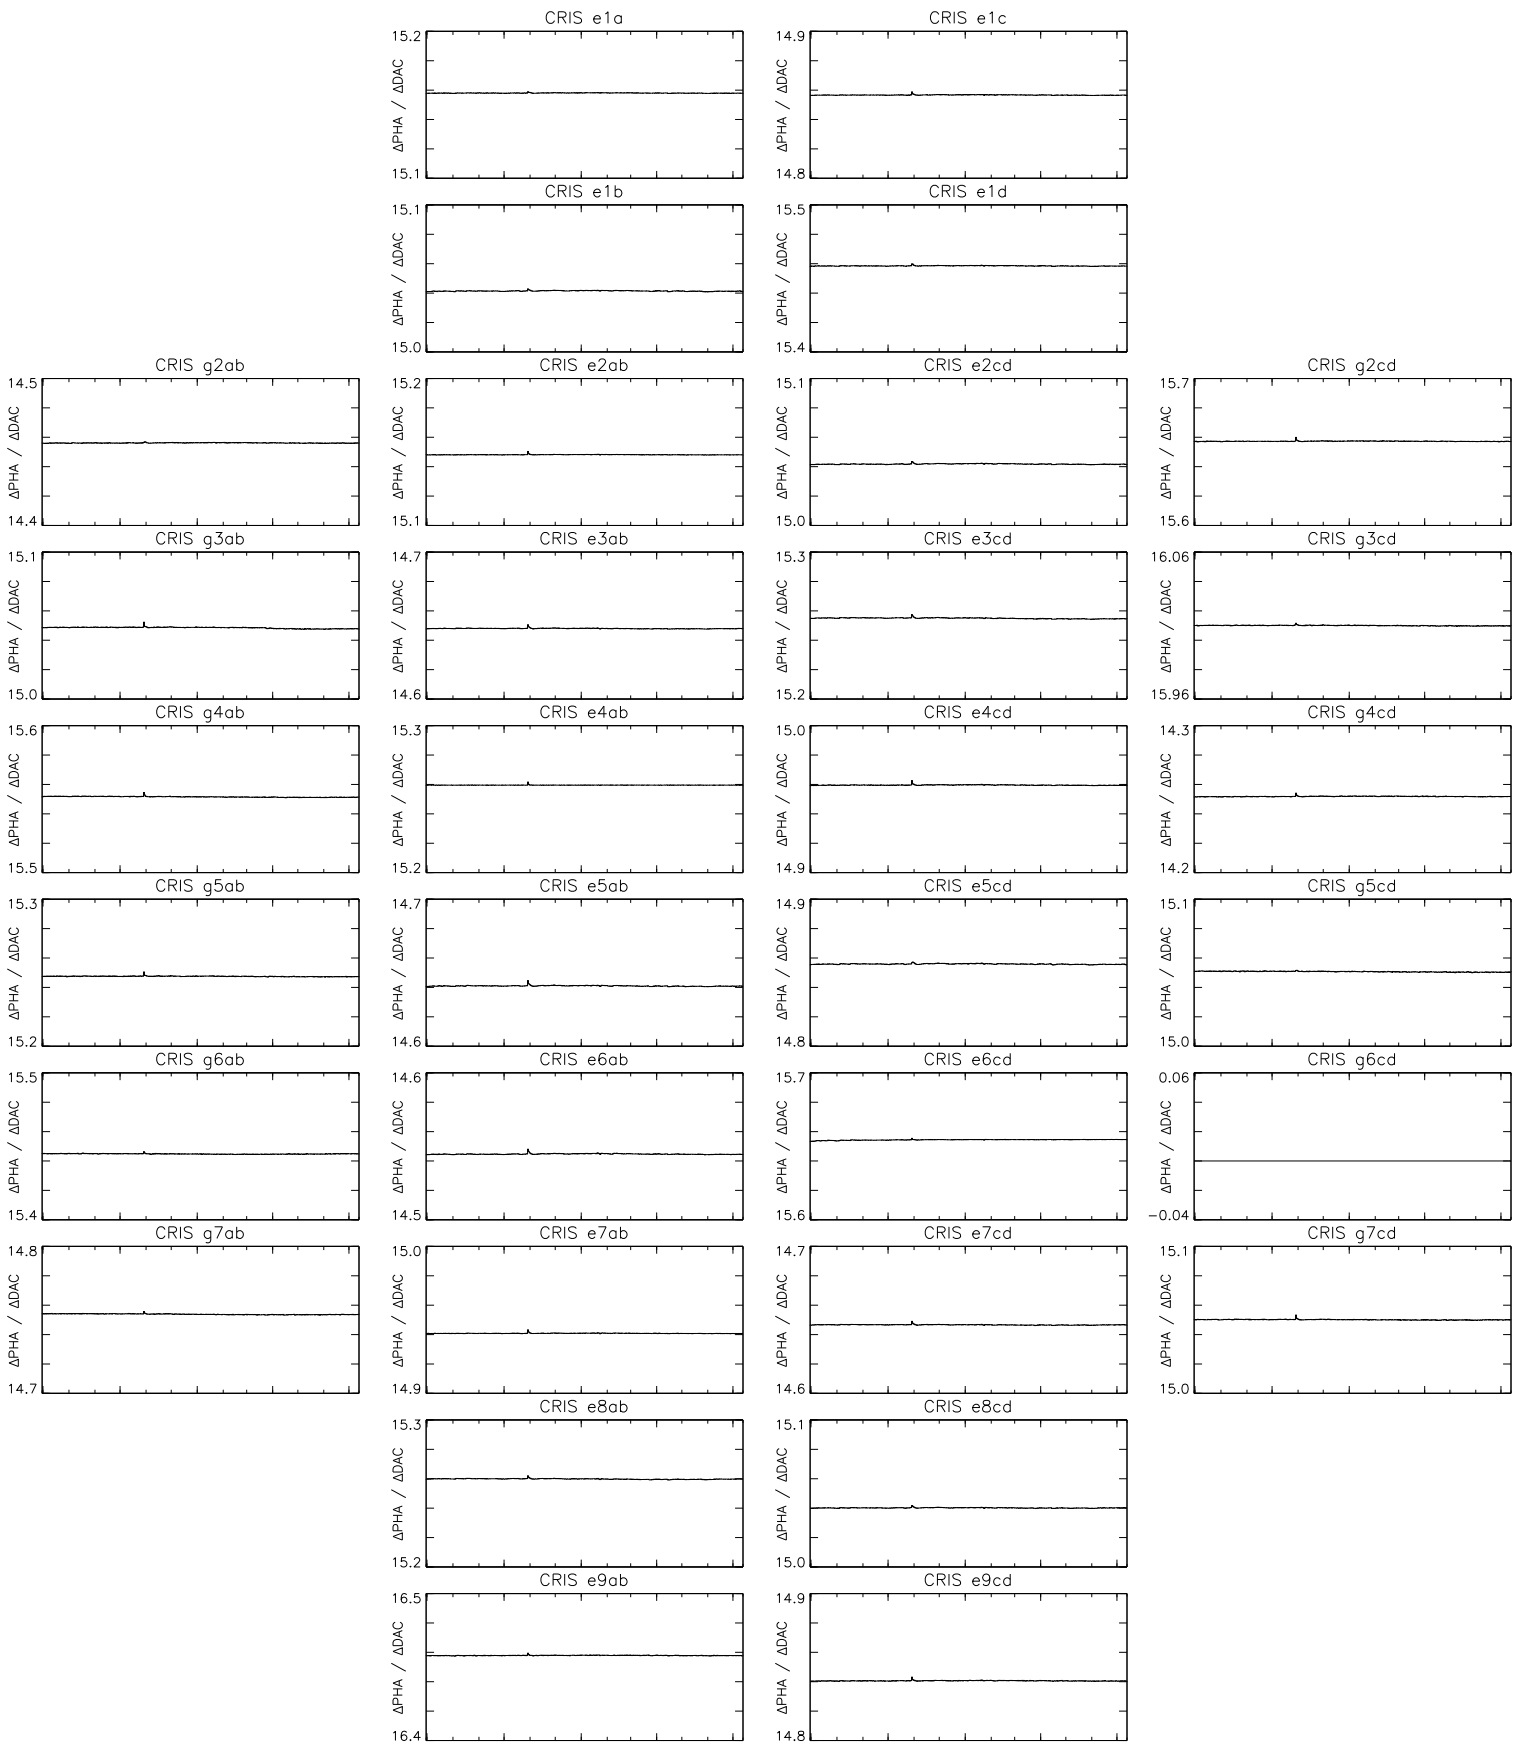 CRIS e1a
15.2
ΔPHA / ΔDAC
15.1
CRIS e1c
14.9
ΔPHA / ΔDAC
14.8
CRIS e1b
15.1
ΔPHA / ΔDAC
15.0
CRIS e1d
15.5
ΔPHA / ΔDAC
15.4
CRIS g2ab
14.5
ΔPHA / ΔDAC
14.4
CRIS e2ab
15.2
ΔPHA / ΔDAC
15.1
CRIS e2cd
15.1
ΔPHA / ΔDAC
15.0
CRIS g2cd
15.7
ΔPHA / ΔDAC
15.6
CRIS g3ab
15.1
ΔPHA / ΔDAC
15.0
CRIS e3ab
14.7
ΔPHA / ΔDAC
14.6
CRIS e3cd
15.3
ΔPHA / ΔDAC
15.2
CRIS g3cd
16.06
ΔPHA / ΔDAC
15.96
CRIS g4ab
15.6
ΔPHA / ΔDAC
15.5
CRIS e4ab
15.3
ΔPHA / ΔDAC
15.2
CRIS e4cd
15.0
ΔPHA / ΔDAC
14.9
CRIS g4cd
14.3
ΔPHA / ΔDAC
14.2
CRIS g5ab
15.3
ΔPHA / ΔDAC
15.2
CRIS e5ab
14.7
ΔPHA / ΔDAC
14.6
CRIS e5cd
14.9
ΔPHA / ΔDAC
14.8
CRIS g5cd
15.1
ΔPHA / ΔDAC
15.0
CRIS g6ab
15.5
ΔPHA / ΔDAC
15.4
CRIS e6ab
14.6
ΔPHA / ΔDAC
14.5
CRIS e6cd
15.7
ΔPHA / ΔDAC
15.6
CRIS g6cd
0.06
ΔPHA / ΔDAC
−0.04
CRIS g7ab
14.8
ΔPHA / ΔDAC
14.7
CRIS e7ab
15.0
ΔPHA / ΔDAC
14.9
CRIS e7cd
14.7
ΔPHA / ΔDAC
14.6
CRIS g7cd
15.1
ΔPHA / ΔDAC
15.0
CRIS e8ab
15.3
ΔPHA / ΔDAC
15.2
CRIS e8cd
15.1
ΔPHA / ΔDAC
15.0
CRIS e9ab
16.5
ΔPHA / ΔDAC
16.4
CRIS e9cd
14.9
ΔPHA / ΔDAC
14.8